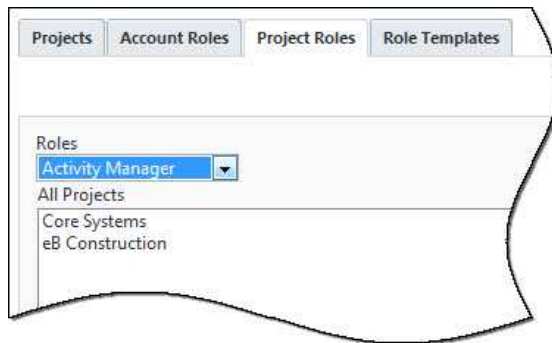 Projects Account Roles Project Roles Role Templates
Roles
Activity Manager
All Projects
Core Systems
eB Construction